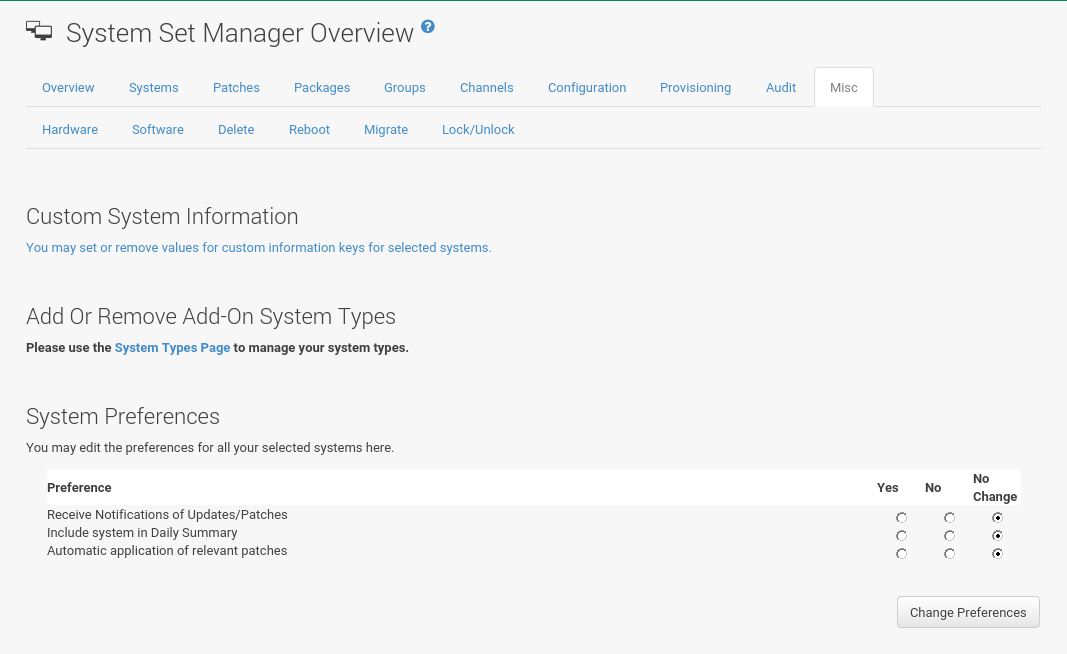 System Set Manager Overview ?
Overview Systems Patches Packages Groups Channels Configuration Provisioning Audit Misc
Hardware Software Delete Reboot Migrate Lock/Unlock
Custom System Information
You may set or remove values for custom information keys for selected systems.
Add Or Remove Add-On System Types
Please use the System Types Page to manage your system types.
System Preferences
You may edit the preferences for all your selected systems here.
Preference Yes No No Change
Receive Notifications of Updates/Patches
Include system in Daily Summary
Automatic application of relevant patches
Change Preferences